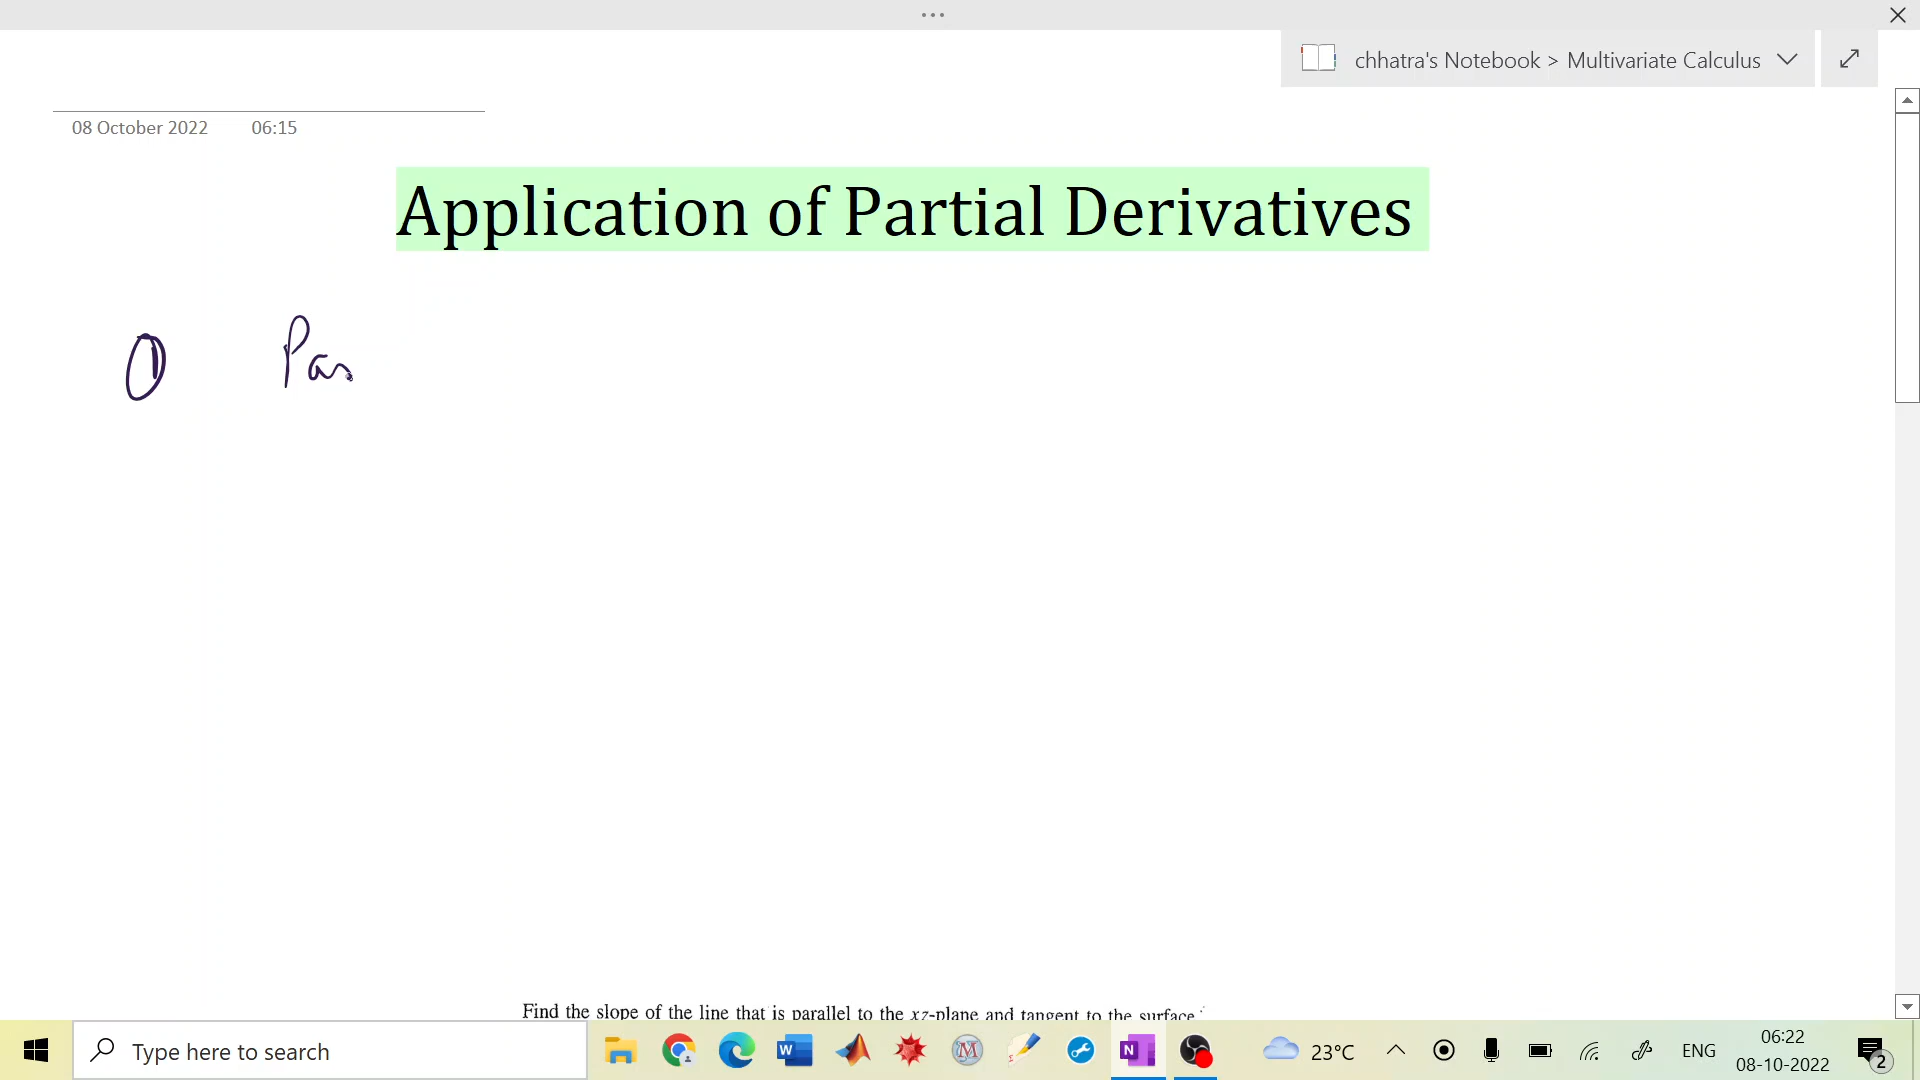 chhatra's Notebook > Multivariate Calculus
08 October 2022 06:15
Application of Partial Derivatives
① Par
Find the slope of the line that is parallel to the xz-plane and tangent to the surface
Type here to search
23°C
ENG
06:22
08-10-2022
2